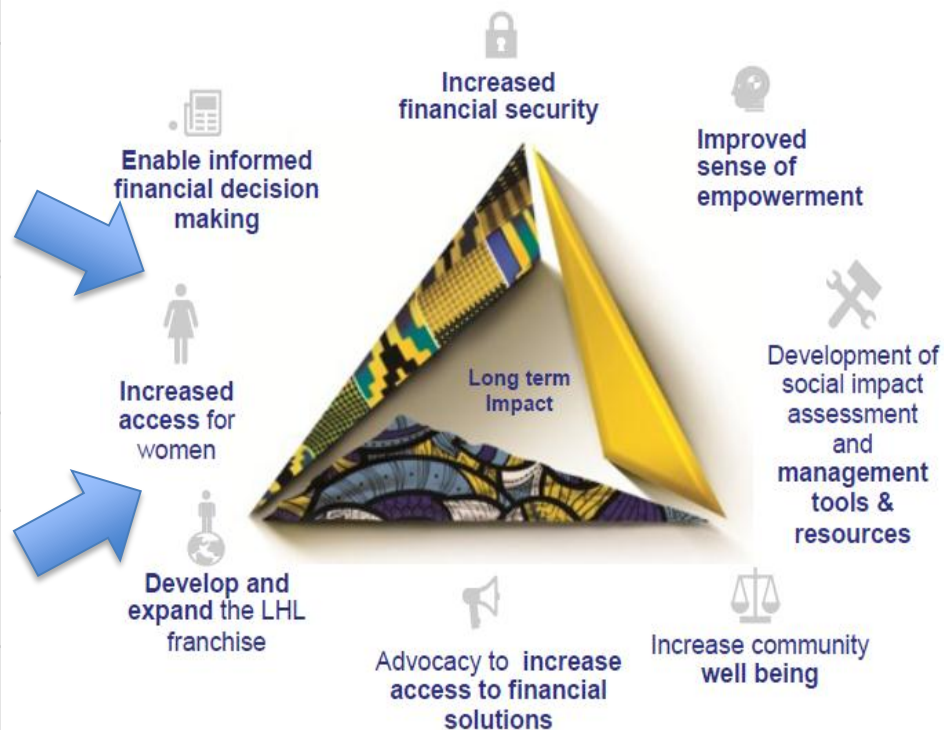 Increased
financial security
Enable informed
financial decision
making
Improved
sense of
empowerment
Increased
access for
women
Long term
Impact
Development of
social impact
assessment
and
management
tools &
resources
Develop and
expand the LHL
franchise
Advocacy to increase
access to financial
solutions
Increase community
well being